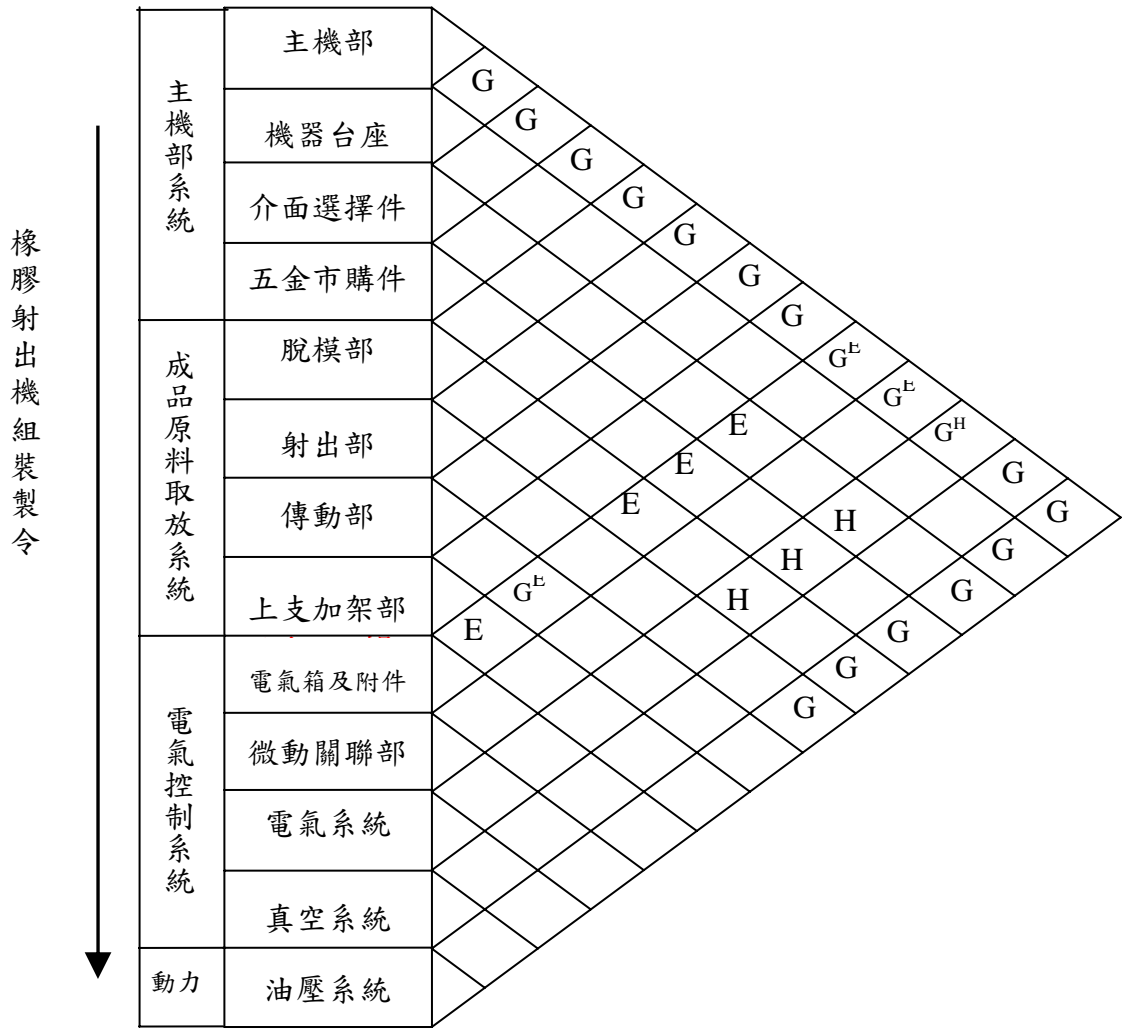 橡膠射出機組裝製令
主機部系統
主機部
機器台座
介面選擇件
五金市購件
成品原料取放系統
脫模部
射出部
傳動部
上支加架部
電氣控制系統
電氣箱及附件
微動關聯部
電氣系統
真空系統
動力
油壓系統
G
G
G
G
G
G
G
G^E
G^E
E
G^H
E
G
E
H
G
H
G
G^E
H
G
E
G
G
G